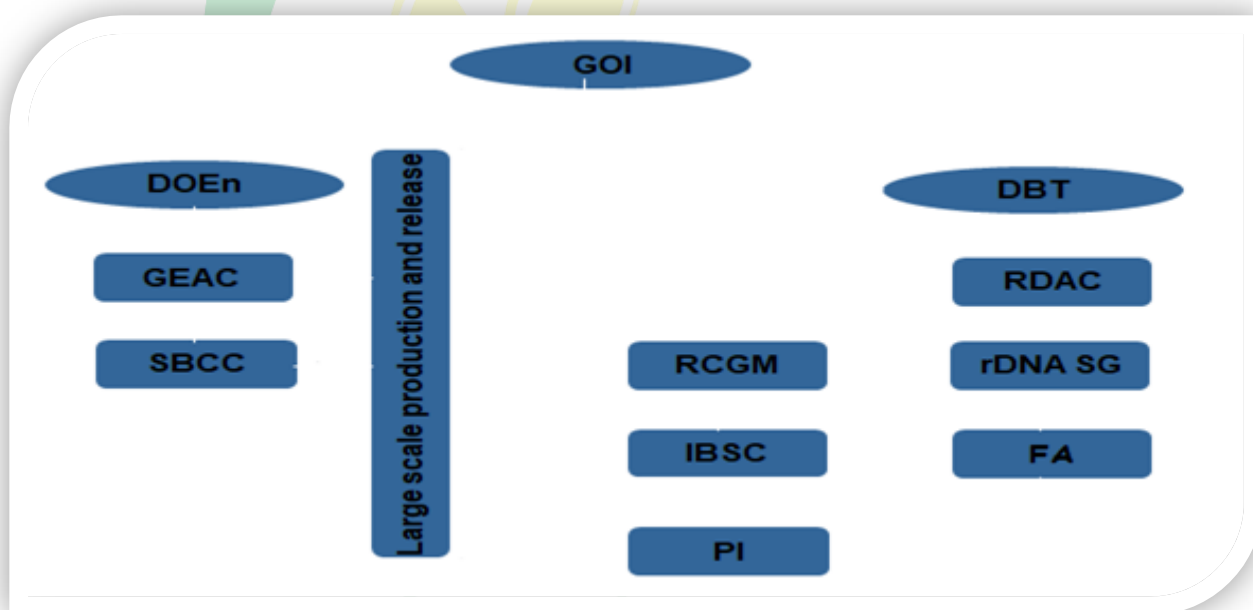 GOI
DOEn
DBT
Large scale production and release
GEAC
RDAC
SBCC
RCGM
rDNA SG
IBSC
FA
PI